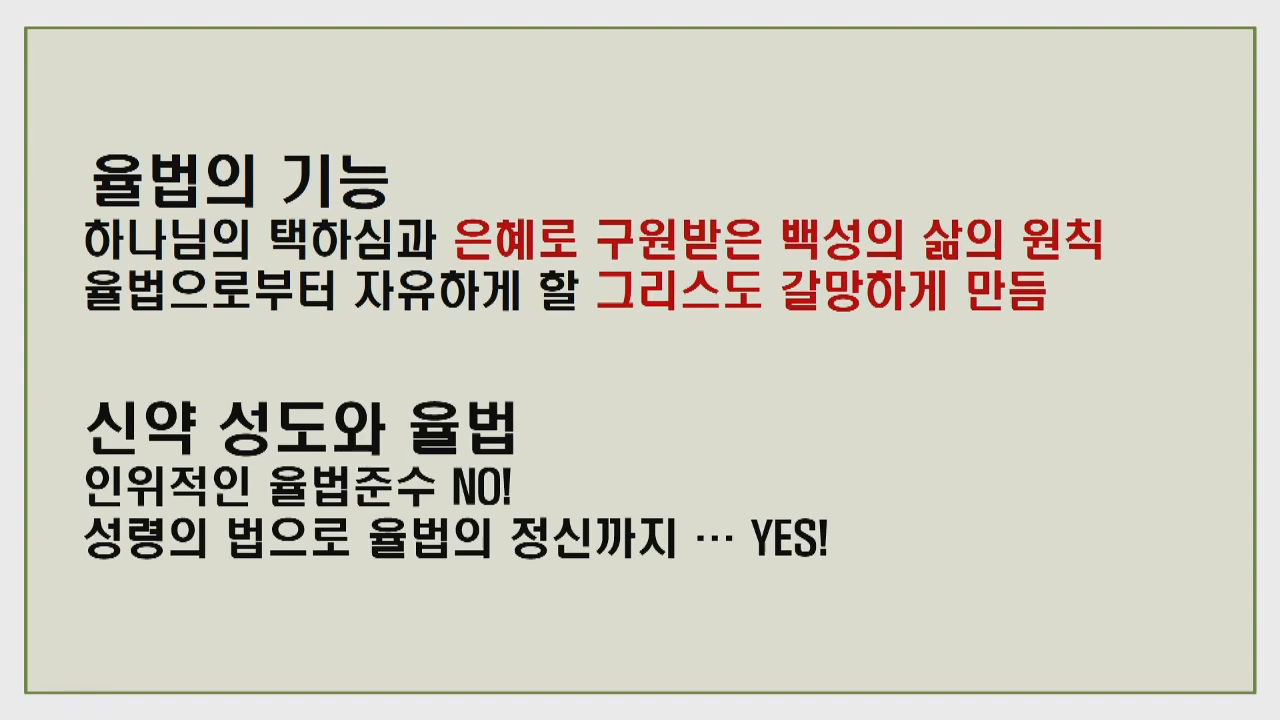 율법의 기능
하나님의 택하심과 은혜로 구원받은 백성의 삶의 원칙
율법으로부터 자유하게 할 그리스도 갈망하게 만듬
신약 성도와 율법
인위적인 율법준수 NO!
성령의 법으로 율법의 정신까지 … YES!